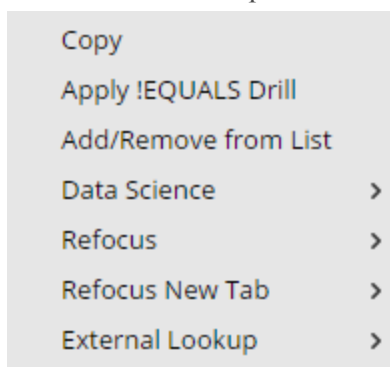 Copy
Apply !EQUALS Drill
Add/Remove from List
Data Science
Refocus
Refocus New Tab
External Lookup